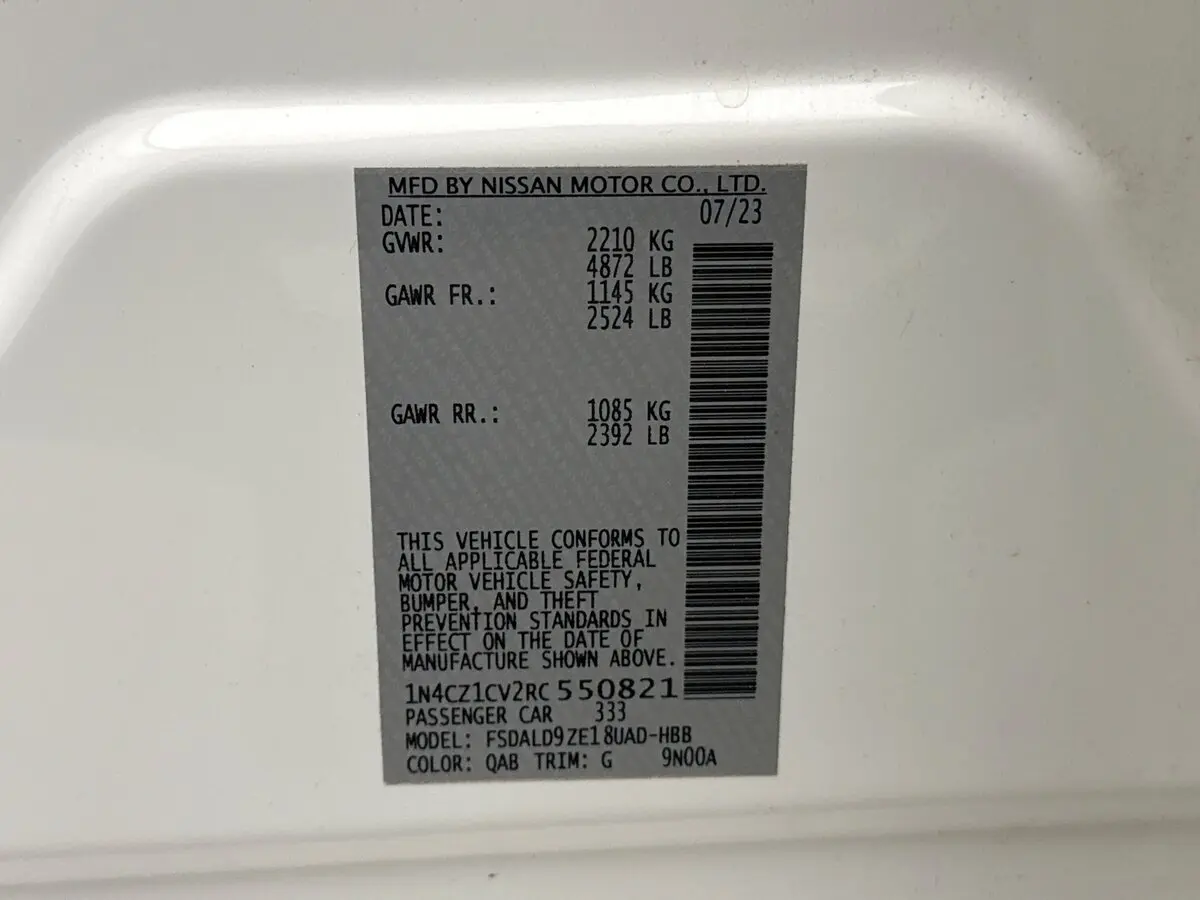 MFD BY NISSAN MOTOR CO., LTD.
DATE: 07/23
GVWR: 2210 KG
4872 LB
GAWR FR.: 1145 KG
2524 LB
GAWR RR.: 1085 KG
2392 LB
THIS VEHICLE CONFORMS TO
ALL APPLICABLE FEDERAL
MOTOR VEHICLE SAFETY,
BUMPER, AND THEFT
PREVENTION STANDARDS IN
EFFECT ON THE DATE OF
MANUFACTURE SHOWN ABOVE.
1N4CZ1CV2RC550821
PASSENGER CAR 333
MODEL: FSDALD9ZE18UAD-HBB
COLOR: QAB TRIM: G 9N00A